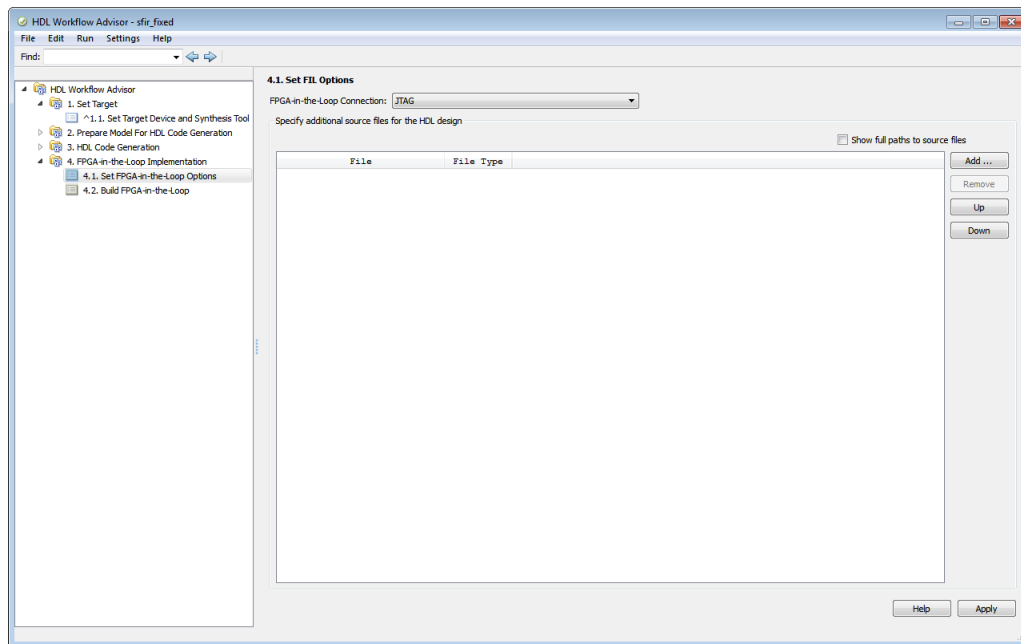 HDL Workflow Advisor - sfir_fixed
File Edit Run Settings Help
Find:
HDL Workflow Advisor
1. Set Target
^1.1. Set Target Device and Synthesis Tool
2. Prepare Model For HDL Code Generation
3. HDL Code Generation
4. FPGA-in-the-Loop Implementation
4.1. Set FPGA-in-the-Loop Options
4.2. Build FPGA-in-the-Loop
4.1. Set FIL Options
FPGA-in-the-Loop Connection: JTAG
Specify additional source files for the HDL design
Show full paths to source files
File File Type
Add ...
Remove
Up
Down
Help Apply